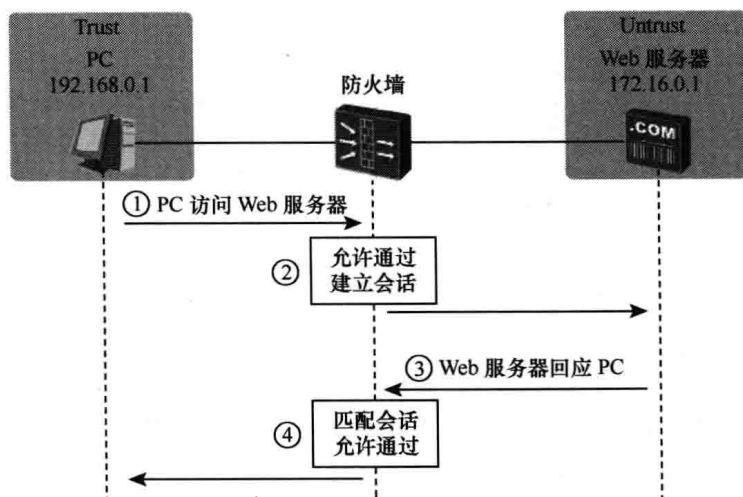 Trust
PC
192.168.0.1
防火墙
Untrust
Web 服务器
172.16.0.1
.COM
① PC 访问 Web 服务器
②
允许通过
建立会话
③ Web 服务器回应 PC
④
匹配会话
允许通过